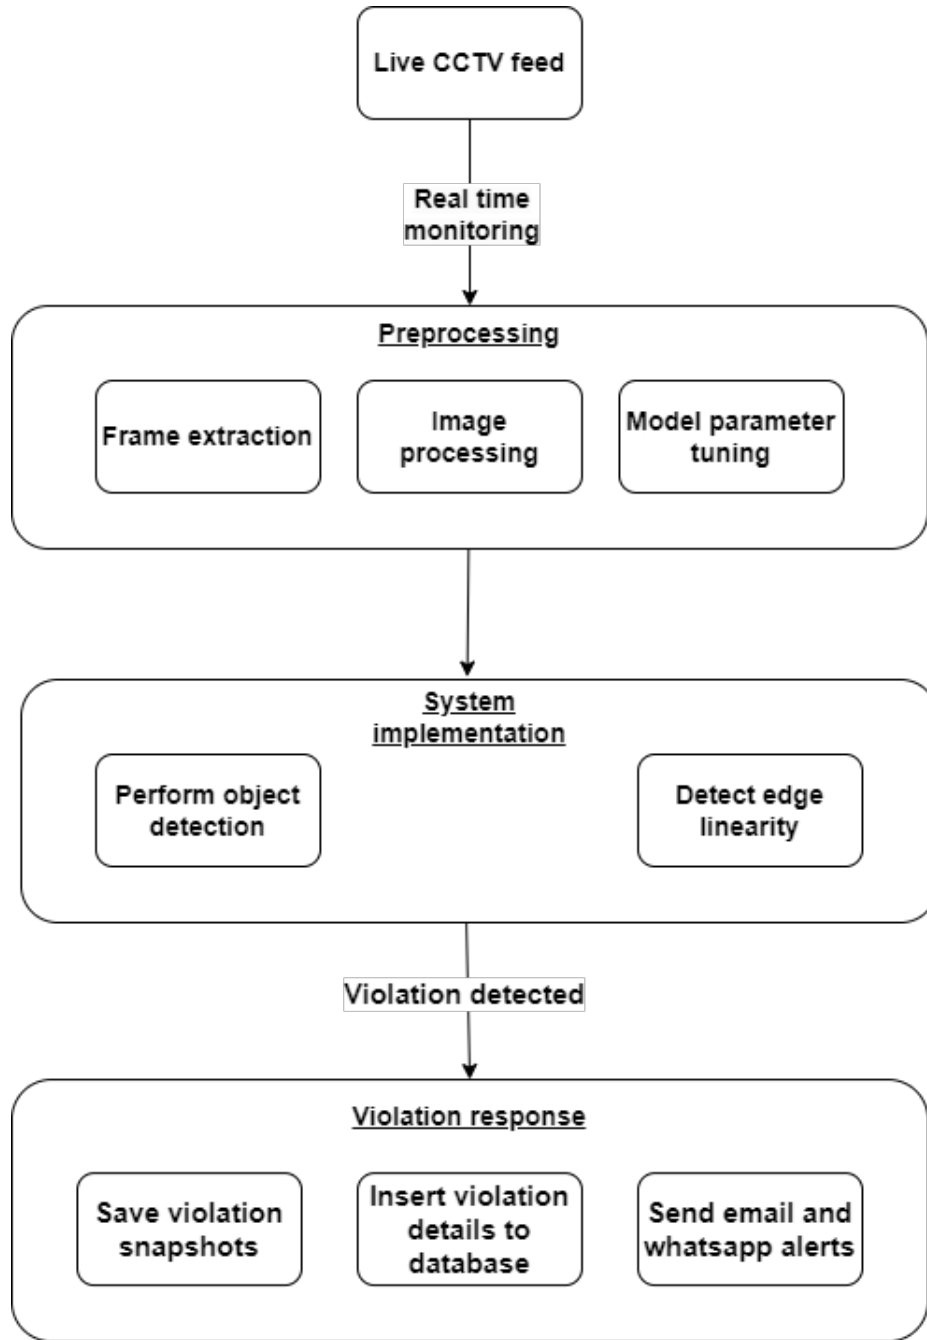 Live CCTV feed
Real time
monitoring
Preprocessing
Frame extraction
Image
processing
Model parameter
tuning
System
implementation
Perform object
detection
Detect edge
linearity
Violation detected
Violation response
Save violation
snapshots
Insert violation
details to
database
Send email and
whatsapp alerts